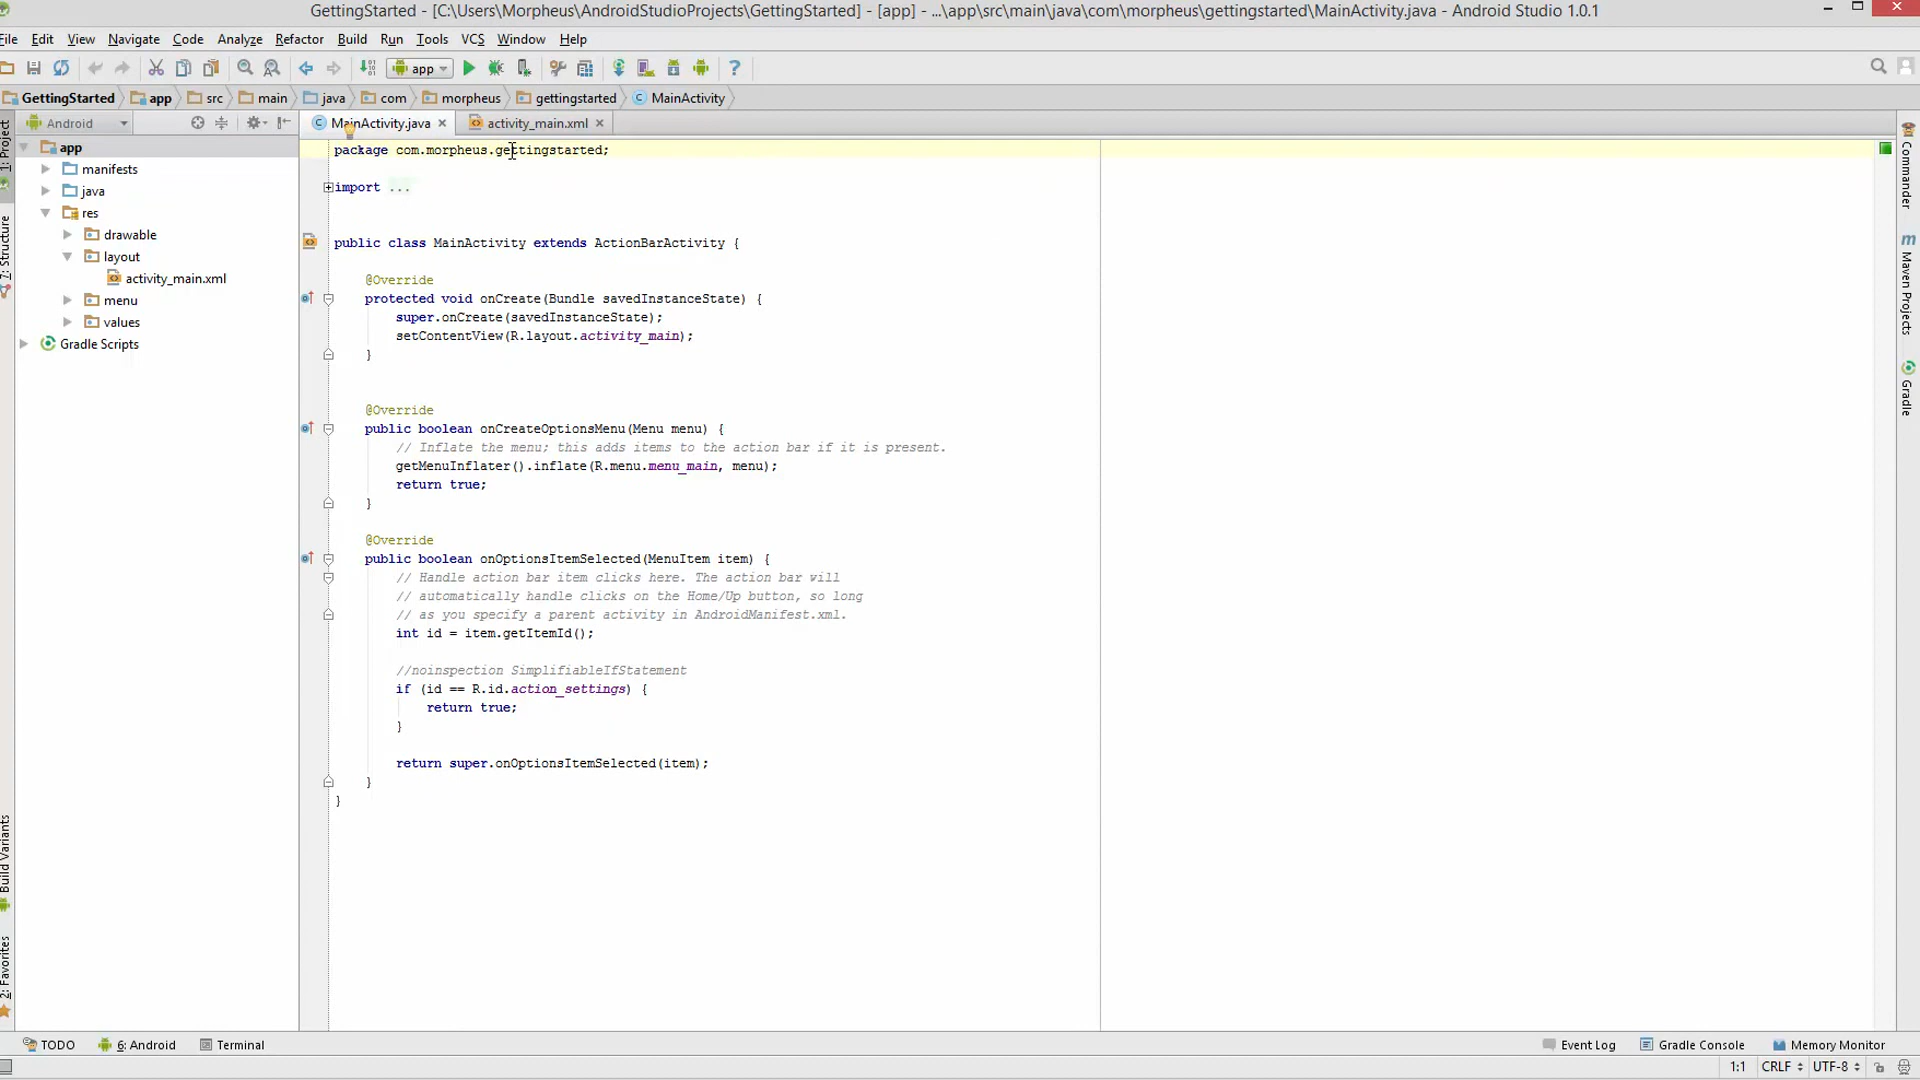 GettingStarted - [C:\Users\Morpheus\AndroidStudioProjects\GettingStarted] - [app] - ...\app\src\main\java\com\morpheus\gettingstarted\MainActivity.java - Android Studio 1.0.1
File Edit View Navigate Code Analyze Refactor Build Run Tools VCS Window Help
app
GettingStarted app src main java com morpheus gettingstarted MainActivity
Android
MainActivity.java
activity_main.xml
1: Project
7: Structure
Build Variants
2: Favorites
app
manifests
java
res
drawable
layout
activity_main.xml
menu
values
Gradle Scripts
package com.morpheus.gettingstarted;
import ...
public class MainActivity extends ActionBarActivity {
@Override
protected void onCreate(Bundle savedInstanceState) {
super.onCreate(savedInstanceState);
setContentView(R.layout.activity_main);
}
@Override
public boolean onCreateOptionsMenu(Menu menu) {
// Inflate the menu; this adds items to the action bar if it is present.
getMenuInflater().inflate(R.menu.menu_main, menu);
return true;
}
@Override
public boolean onOptionsItemSelected(MenuItem item) {
// Handle action bar item clicks here. The action bar will
// automatically handle clicks on the Home/Up button, so long
// as you specify a parent activity in AndroidManifest.xml.
int id = item.getItemId();
//noinspection SimplifiableIfStatement
if (id == R.id.action_settings) {
return true;
}
return super.onOptionsItemSelected(item);
}
}
Commander
Maven Projects
Gradle
TODO
6: Android
Terminal
Event Log
Gradle Console
Memory Monitor
1:1 CRLF UTF-8